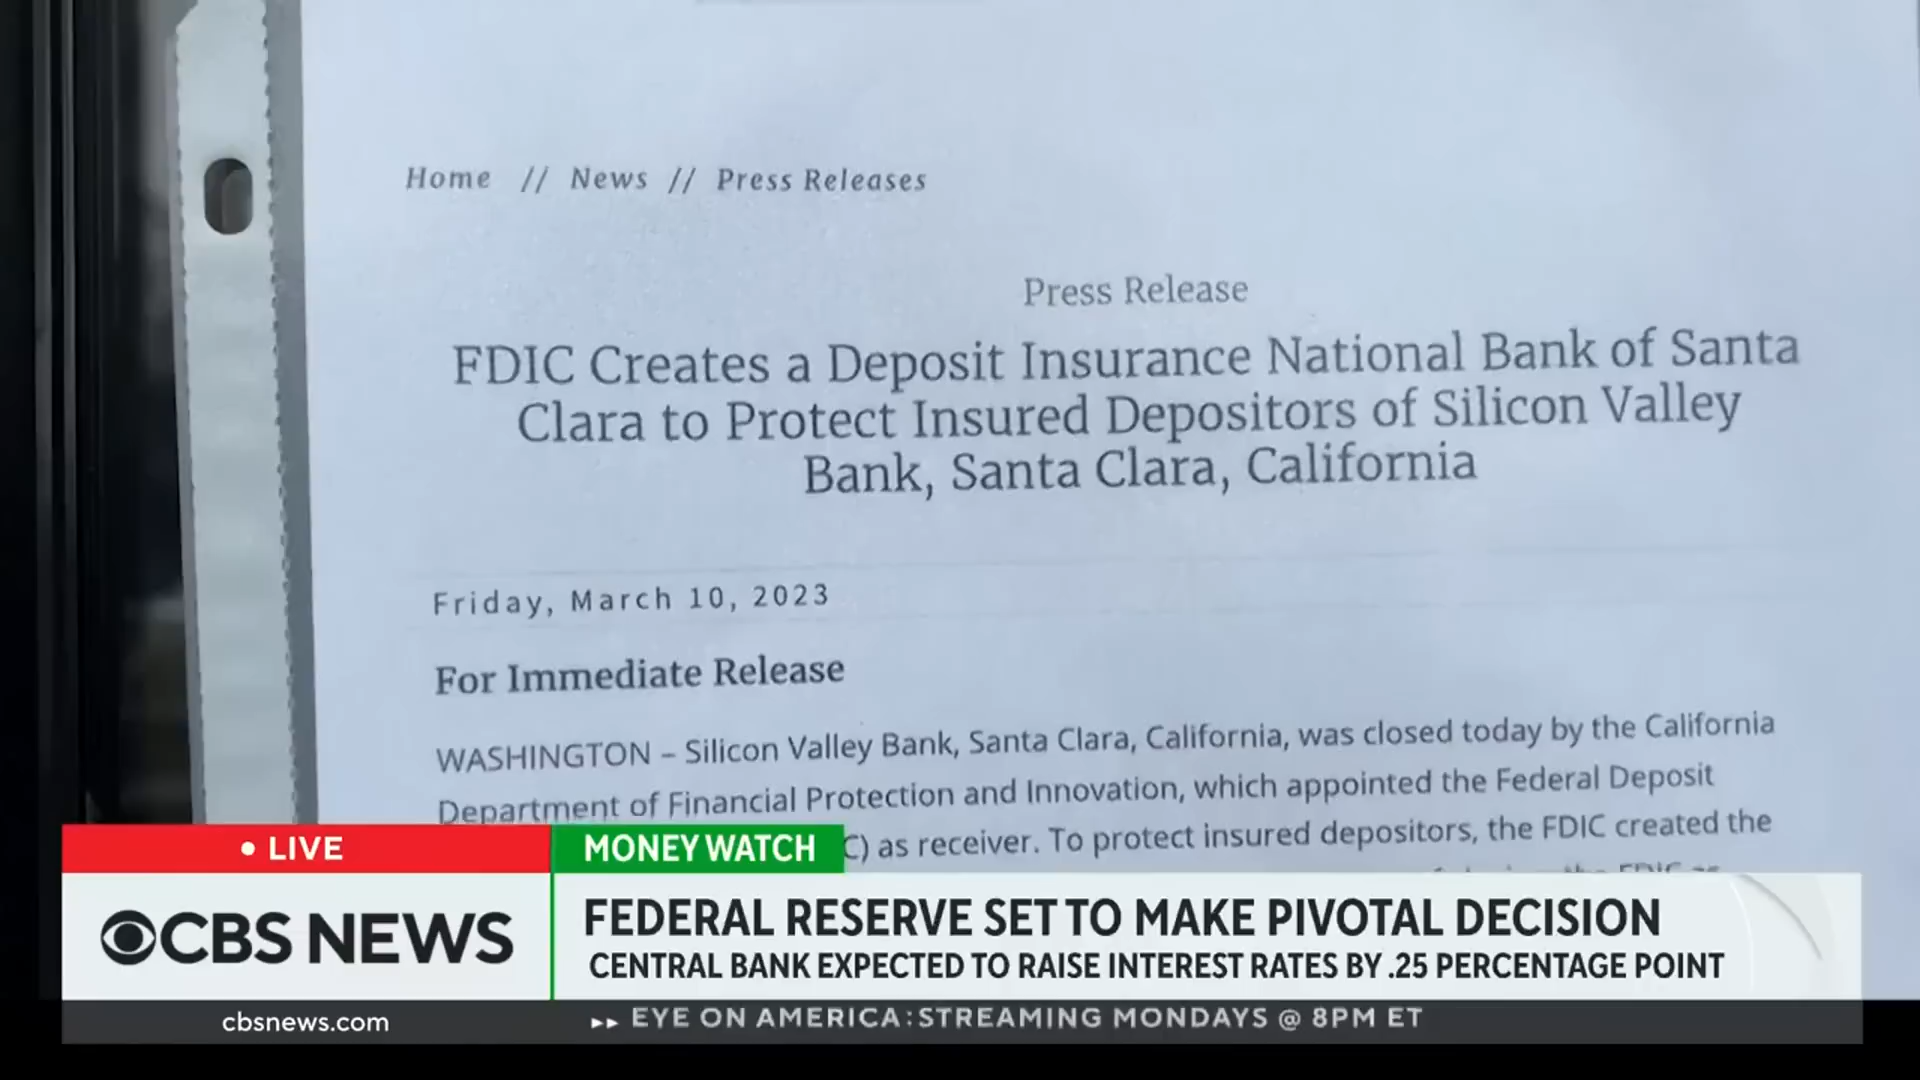 Home // News // Press Releases
Press Release
FDIC Creates a Deposit Insurance National Bank of Santa
Clara to Protect Insured Depositors of Silicon Valley
Bank, Santa Clara, California
Friday, March 10, 2023
For Immediate Release
WASHINGTON – Silicon Valley Bank, Santa Clara, California, was closed today by the California
Department of Financial Protection and Innovation, which appointed the Federal Deposit
C) as receiver. To protect insured depositors, the FDIC created the
• LIVE
MONEY WATCH
CBS NEWS
FEDERAL RESERVE SET TO MAKE PIVOTAL DECISION
CENTRAL BANK EXPECTED TO RAISE INTEREST RATES BY .25 PERCENTAGE POINT
cbsnews.com
EYE ON AMERICA: STREAMING MONDAYS @ 8PM ET